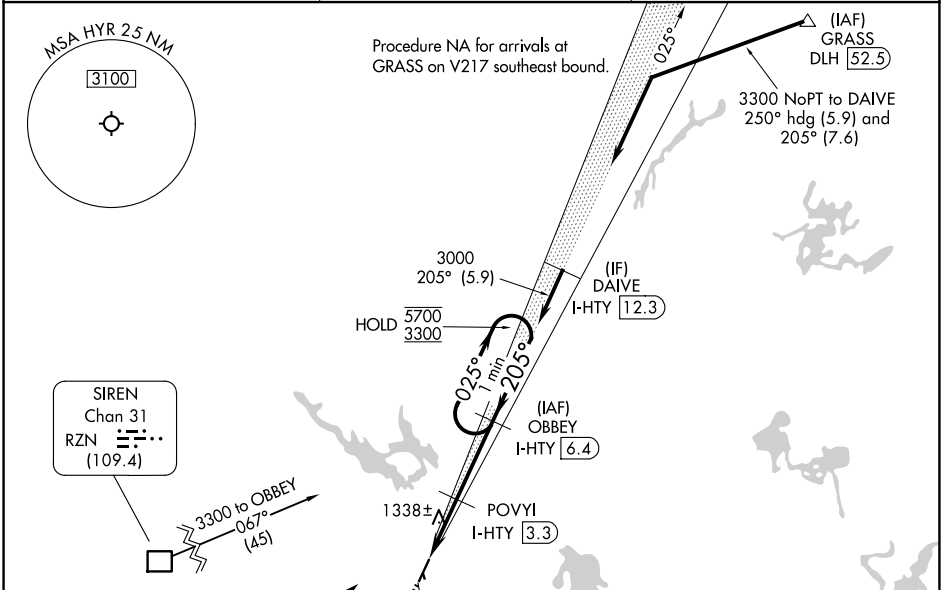 MSA HYR 25 NM
3100
Procedure NA for arrivals at
GRASS on V217 southeast bound.
025°
(IAF)
GRASS
DLH 52.5
3300 NoPT to DAIVE
250° hdg (5.9) and
205° (7.6)
3000
205° (5.9)
(IF)
DAIVE
I-HTY 12.3
HOLD 5700
3300
025°
1 min
205°
(IAF)
OBBEY
I-HTY 6.4
SIREN
Chan 31
RZN
(109.4)
3300 to OBBEY
067°
(45)
1338±
POVYI
I-HTY 3.3